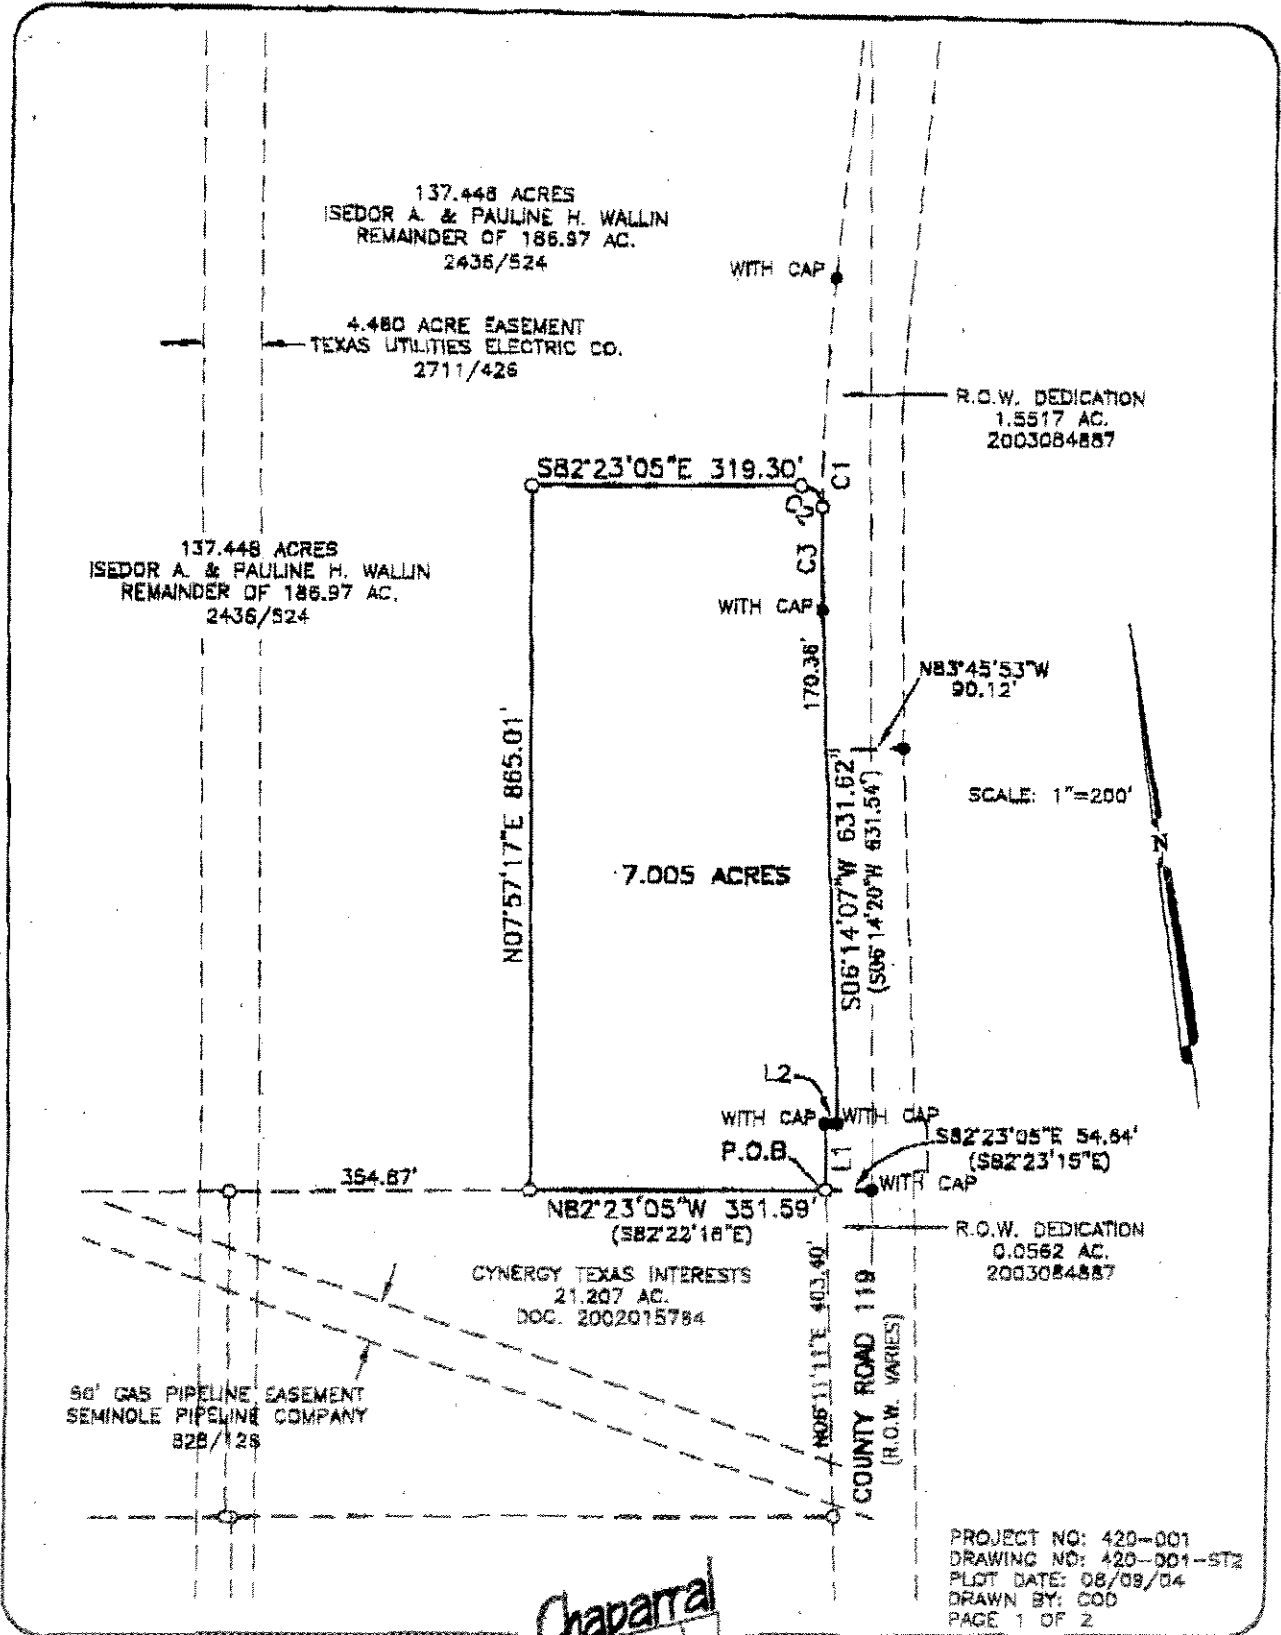 137.448 ACRES
ISEDOR A. & PAULINE H. WALLIN
REMAINDER OF 186.97 AC.
2436/524
WITH CAP
4.480 ACRE EASEMENT
TEXAS UTILITIES ELECTRIC CO.
2711/426
R.O.W. DEDICATION
1.5517 AC.
2003084887
S82°23'05"E 319.30'
C1
C2
C3
137.448 ACRES
ISEDOR A. & PAULINE H. WALLIN
REMAINDER OF 186.97 AC.
2436/524
WITH CAP
170.36'
N83°45'53"W
90.12'
SCALE: 1"=200'
N
N07°57'17"E 865.01'
7.005 ACRES
S06°14'07"W 631.62'
(S06°14'20"W 631.54')
L2
WITH CAP
WITH CAP
P.O.B.
L1
S82°23'05"E 54.64'
(S82°23'15"E)
WITH CAP
354.87'
N82°23'05"W 351.59'
(S82°22'18"E)
R.O.W. DEDICATION
0.0562 AC.
2003084887
CYNERGY TEXAS INTERESTS
21.207 AC.
DOC. 2002015784
N06°11'11"E 403.40'
COUNTY ROAD 119
(R.O.W. VARIES)
GAS PIPELINE EASEMENT
SEMINOLE PIPELINE COMPANY
PROJECT NO: 420-001
DRAWING NO: 420-001-ST2
PLOT DATE: 08/09/04
DRAWN BY: COD
PAGE 1 OF 2
Chaparral